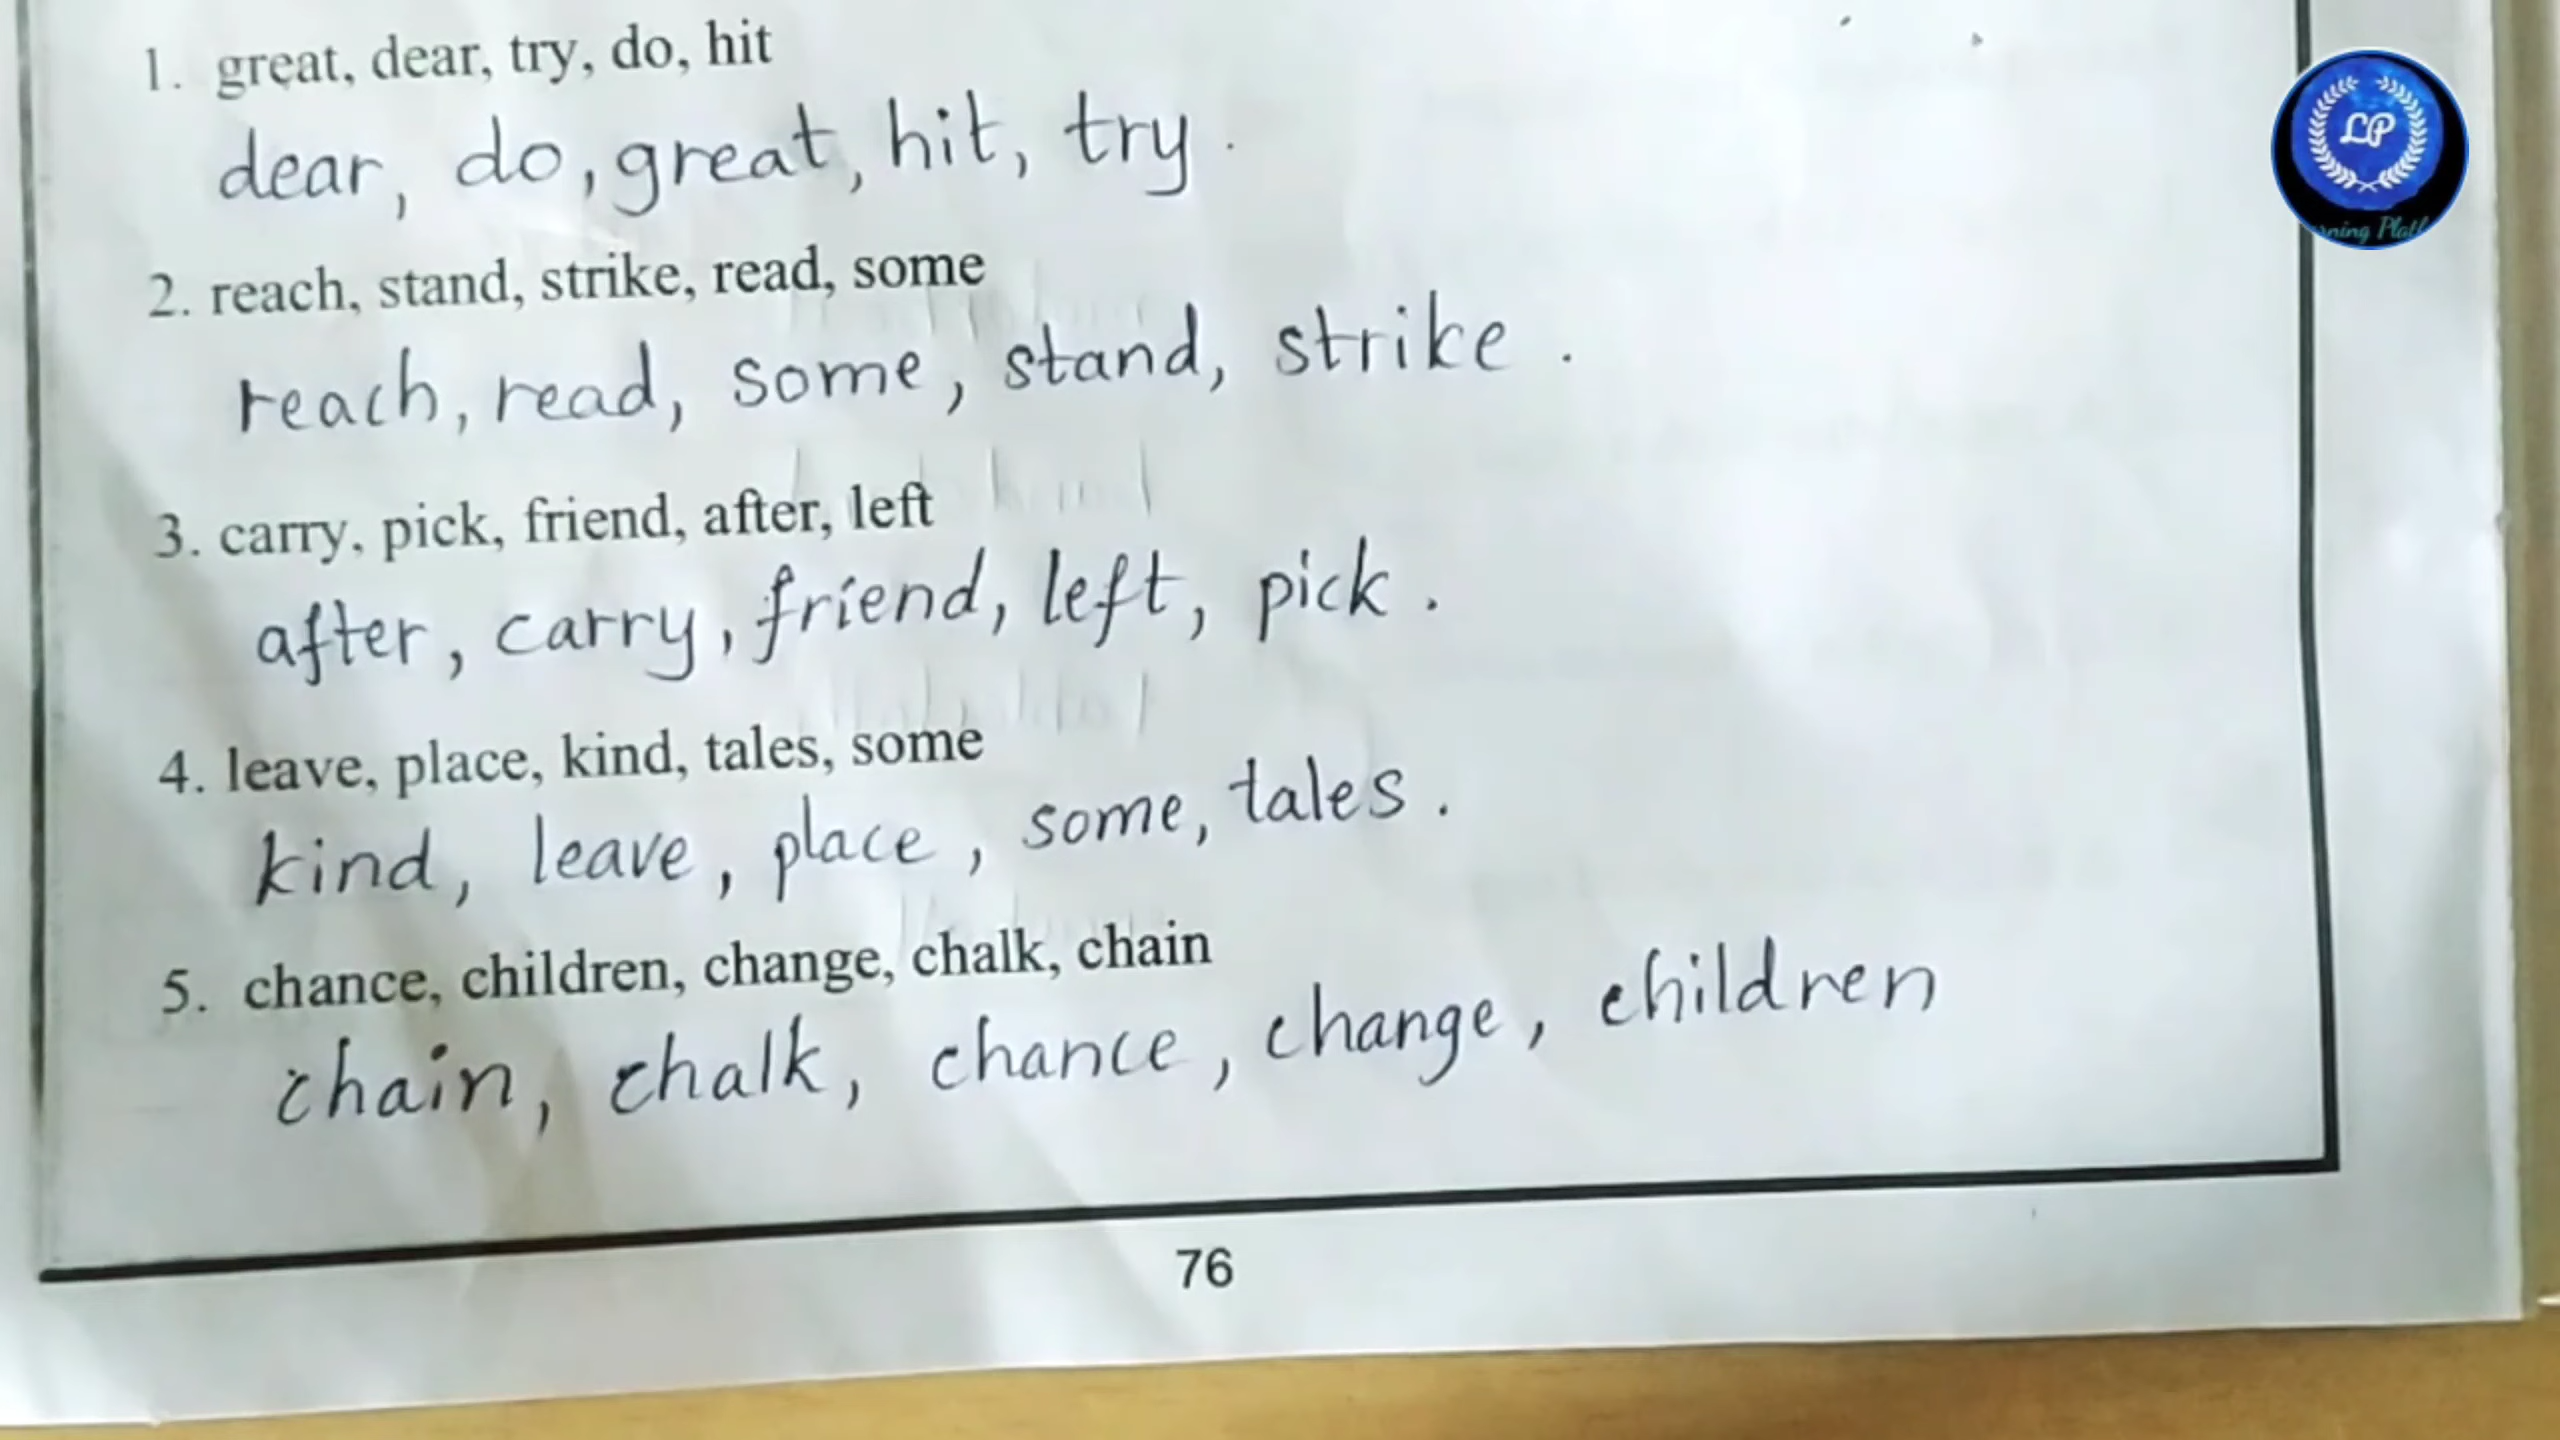 1. great, dear, try, do, hit
dear, do, great, hit, try.
2. reach, stand, strike, read, some
reach, read, some, stand, strike.
3. carry, pick, friend, after, left
after, carry, friend, left, pick.
4. leave, place, kind, tales, some
kind, leave, place, some, tales.
5. chance, children, change, chalk, chain
chain, chalk, chance, change, children
76
LP